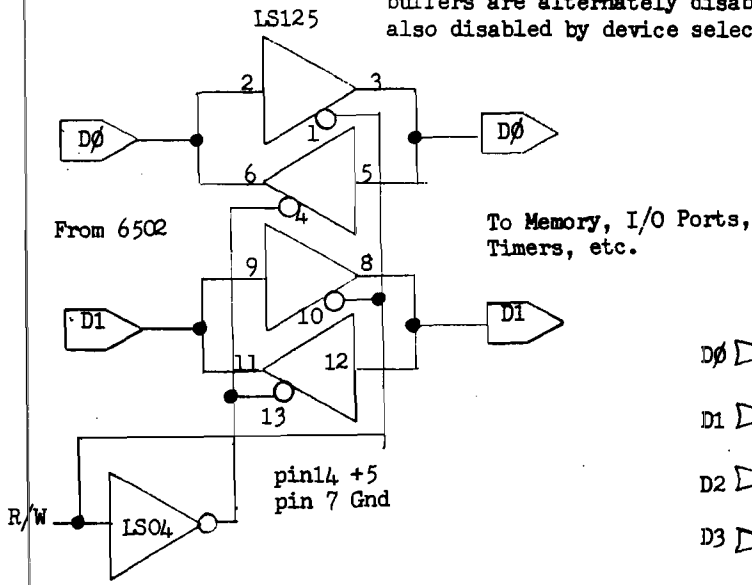 buffers are alternately disab
also disabled by device selec
LS125
2 3
1
DØ DØ
6 5
4
From 6502
To Memory, I/O Ports,
Timers, etc.
9 8
10
D1 D1
11 12
13
DØ
D1
D2
D3
pin14 +5
pin 7 Gnd
R/W LS04